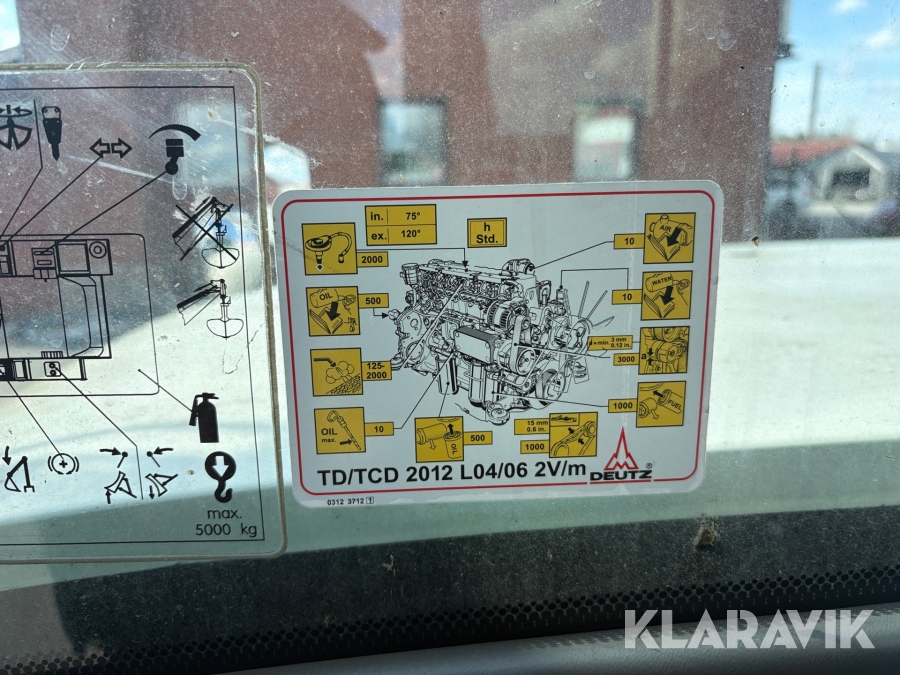 in. 75°
ex. 120°
h
Std.
2000
10
AIR
OIL
500
10
WATER
a=min. 3 mm
0.12 in.
a
3000
125-
2000
1000
FUEL
OIL
max.
10
OIL
500
15 mm
0.6 in.
1000
TD/TCD 2012 L04/06 2V/m
DEUTZ®
0312 3712 1
max.
5000 kg
KLARAVIK